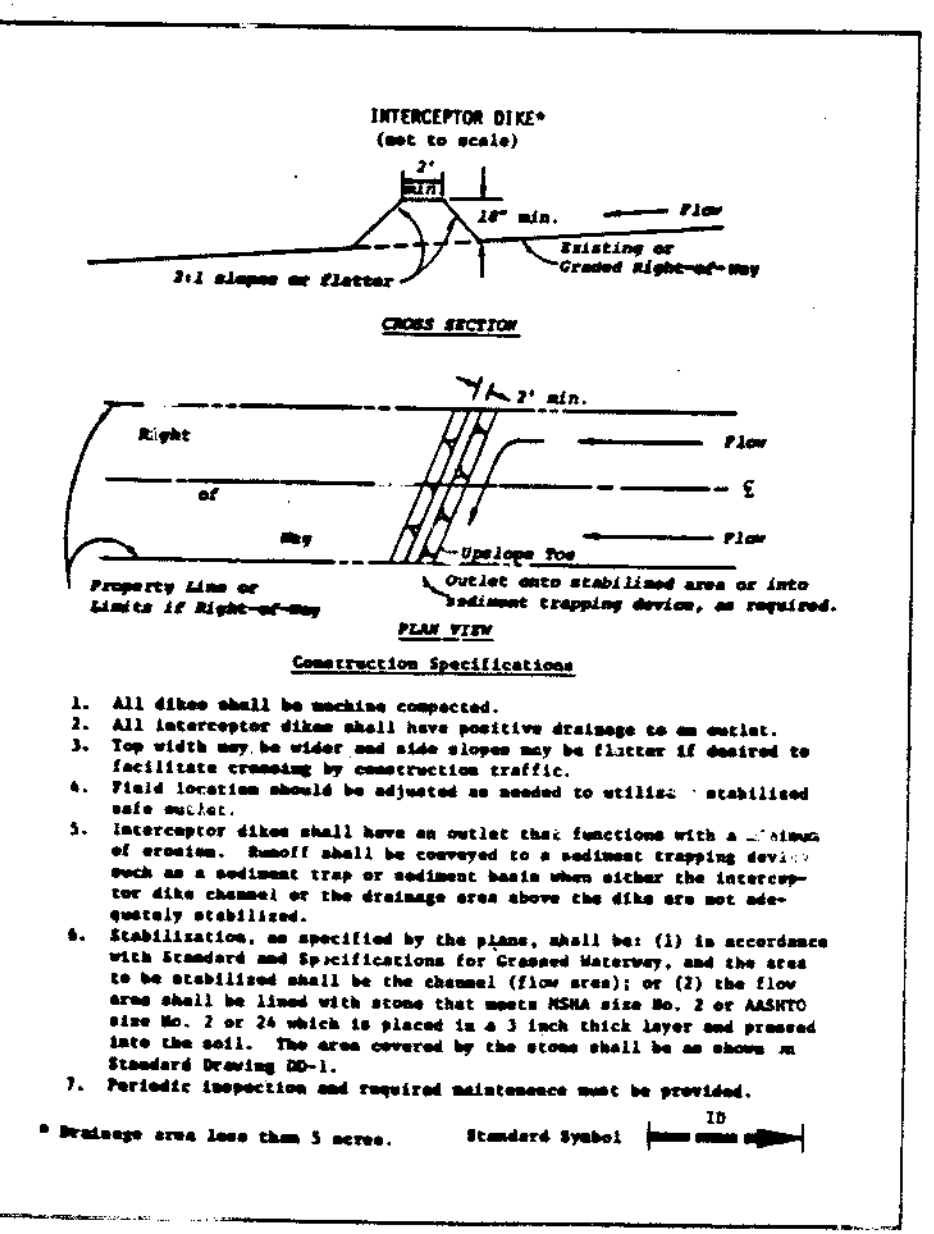 INTERCEPTOR DIKE*
(not to scale)
2'
min
18" min.
Flow
Existing or
Graded Right-of-Way
2:1 slopes or flatter
CROSS SECTION
2' min.
Right
Flow
of
℄
Way
Flow
Upslope Toe
Property Line or
Limits if Right-of-Way
Outlet onto stabilized area or into
sediment trapping device, as required.
PLAN VIEW
Construction Specifications
1. All dikes shall be machine compacted.
2. All interceptor dikes shall have positive drainage to an outlet.
3. Top width may be wider and side slopes may be flatter if desired to
facilitate crossing by construction traffic.
4. Field location should be adjusted as needed to utilize stabilized
safe outlet.
5. Interceptor dikes shall have an outlet that functions with a minimum
of erosion. Runoff shall be conveyed to a sediment trapping device
such as a sediment trap or sediment basin when either the intercep-
tor dike channel or the drainage area above the dike are not ade-
quately stabilized.
6. Stabilization, as specified by the plans, shall be: (1) in accordance
with Standard and Specifications for Grassed Waterway, and the area
to be stabilized shall be the channel (flow area); or (2) the flow
area shall be lined with stone that meets MSHA size No. 2 or AASHTO
size No. 2 or 24 which is placed in a 3 inch thick layer and pressed
into the soil. The area covered by the stone shall be as shown
Standard Drawing DD-1.
7. Periodic inspection and required maintenance must be provided.
* Drainage area less than 5 acres.
Standard Symbol
ID